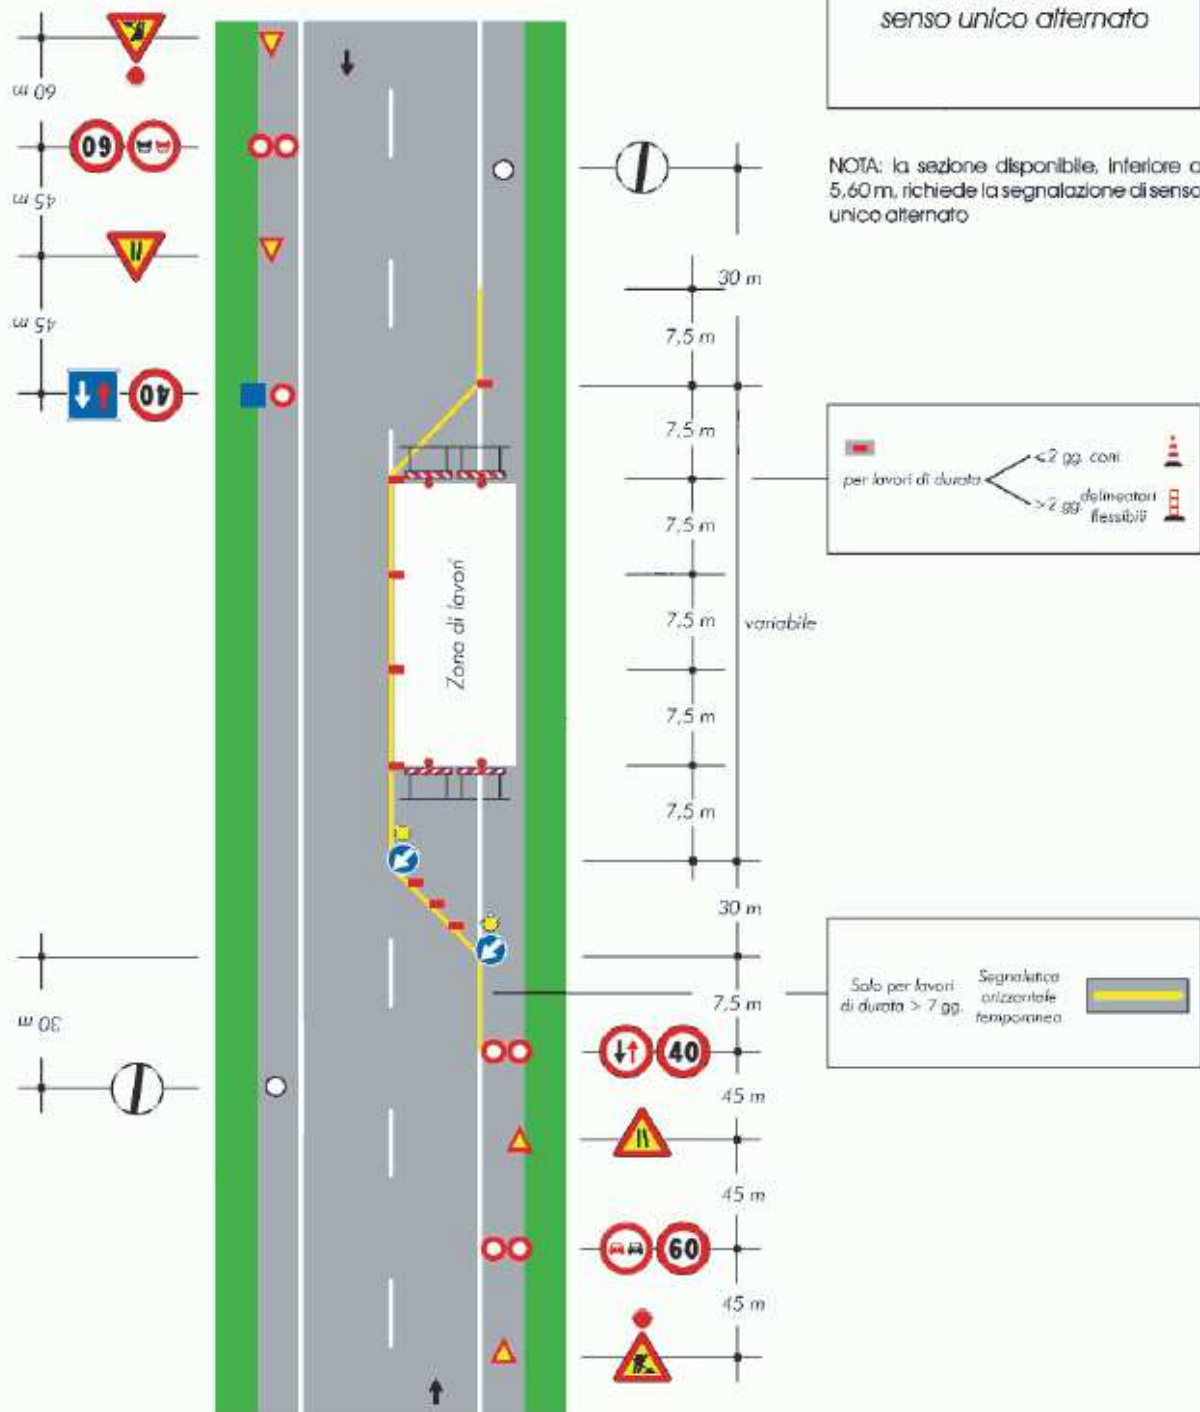 senso unico alternato
NOTA: la sezione disponibile, inferiore a
5,60 m, richiede la segnalazione di senso
unico alternato
60 m
60
45 m
45 m
40
30 m
30 m
7,5 m
7,5 m
7,5 m
7,5 m
7,5 m
7,5 m
variabile
Zona di lavori
per lavori di durata
<2 gg. coni
>2 gg. delineatori
flessibili
30 m
7,5 m
Solo per lavori
di durata > 7 gg.
Segnaletica
orizzontale
temporanea
40
45 m
45 m
60
45 m